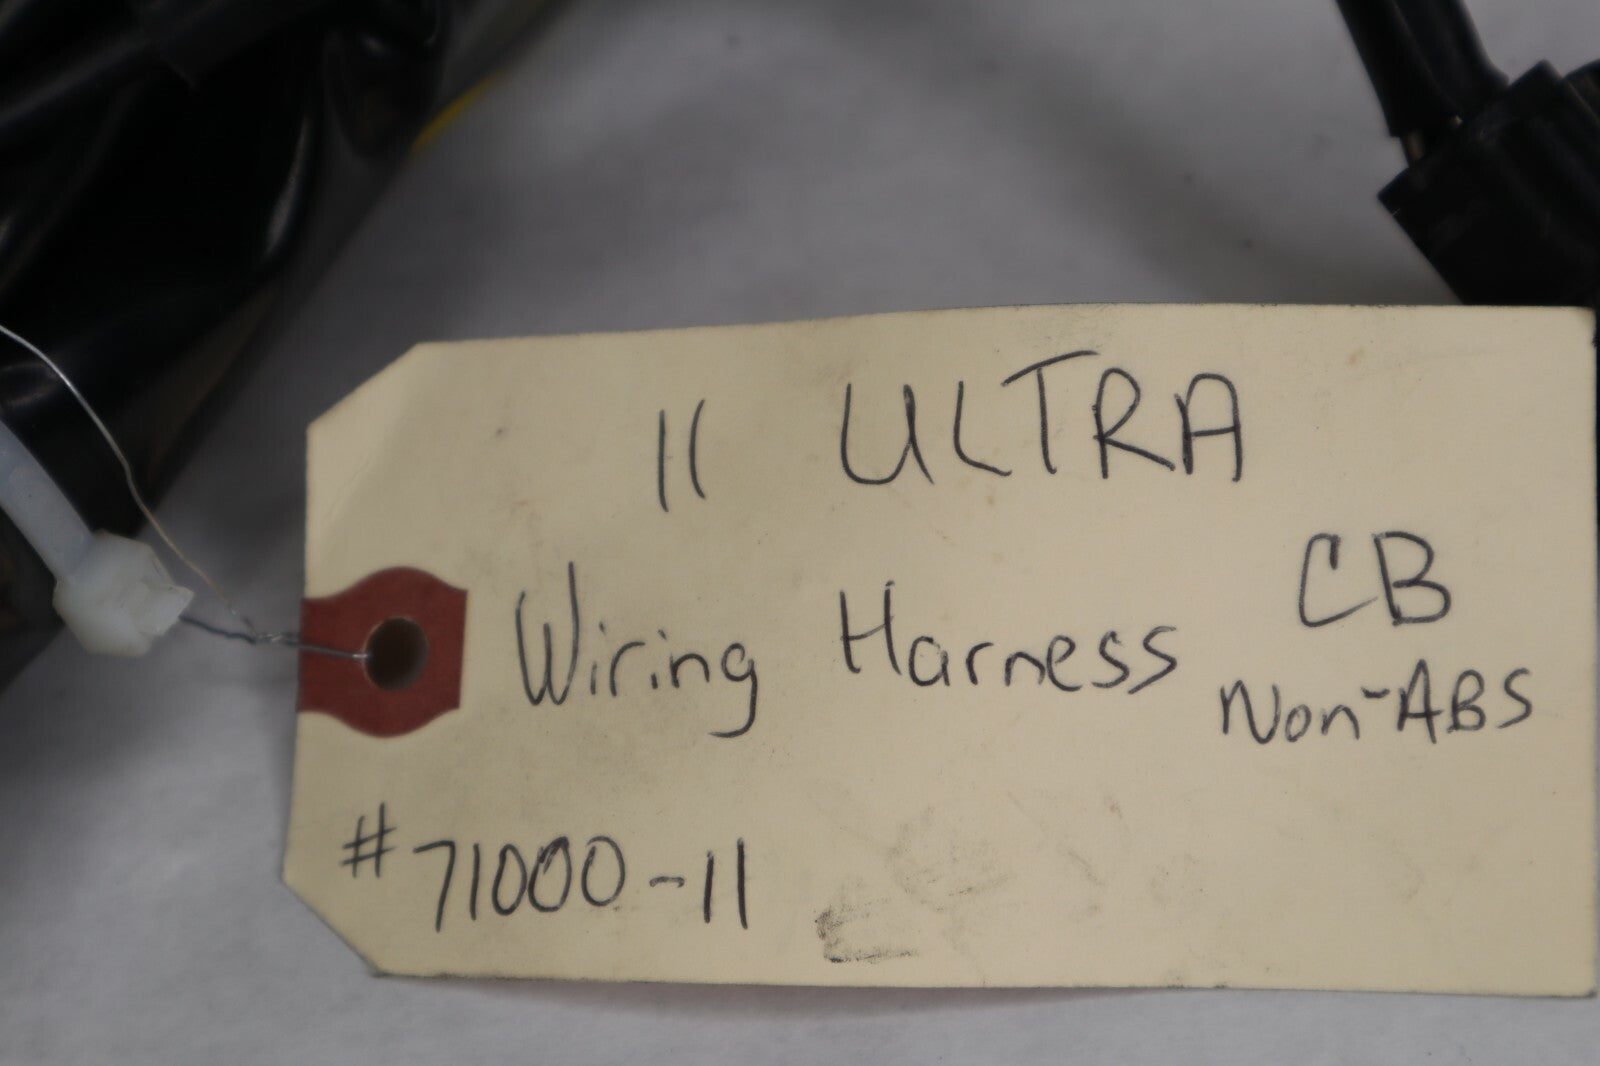 11 ULTRA
Wiring Harness CB
Non-ABS
#71000-11